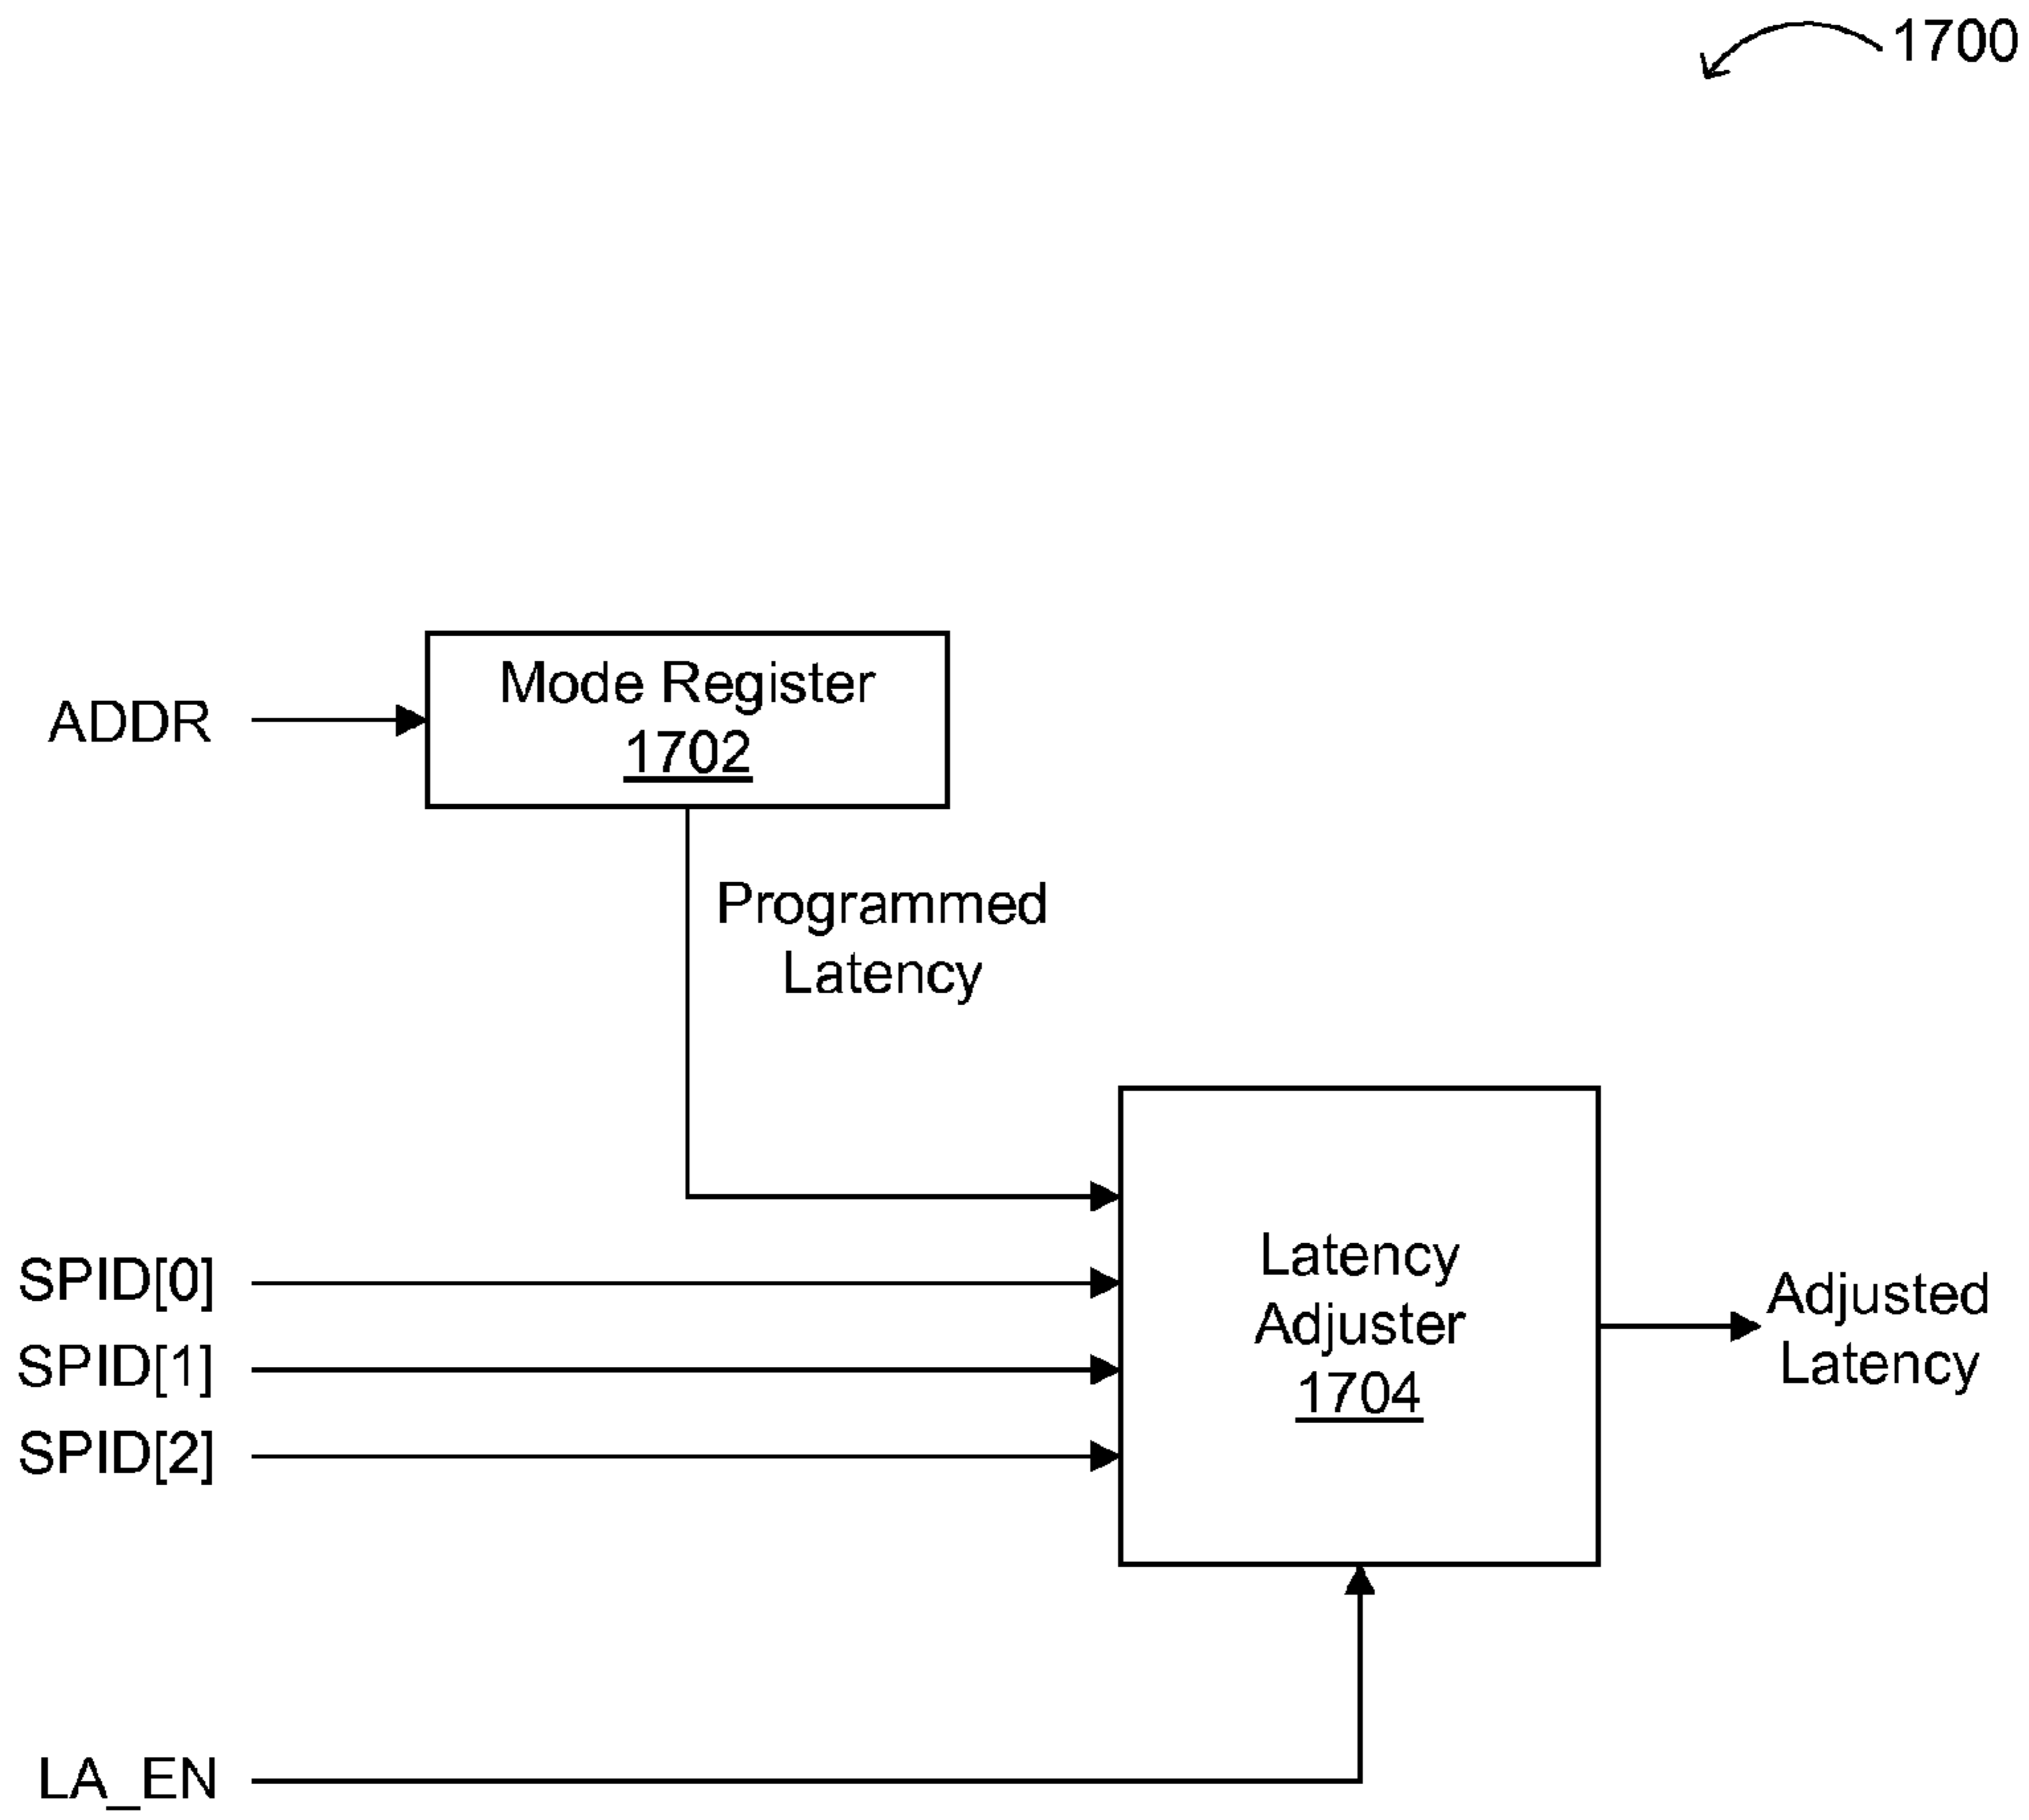 1700
ADDR
Mode Register
1702
Programmed
Latency
SPID[0]
SPID[1]
SPID[2]
Latency
Adjuster
1704
Adjusted
Latency
LA_EN